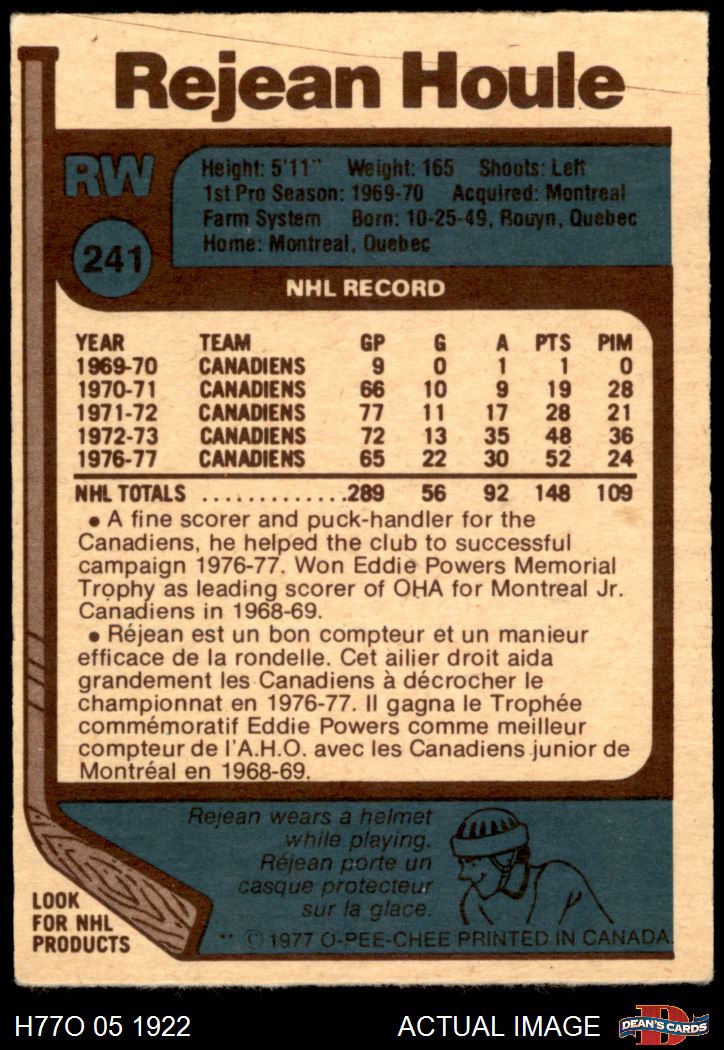 Rejean Houle
RW
241
Height: 5'11" Weight: 165 Shoots: Left
1st Pro Season: 1969-70 Acquired: Montreal
Farm System Born: 10-25-49, Rouyn, Quebec
Home: Montreal, Quebec
NHL RECORD
YEAR TEAM GP G A PTS PIM
1969-70 CANADIENS 9 0 1 1 0
1970-71 CANADIENS 66 10 9 19 28
1971-72 CANADIENS 77 11 17 28 21
1972-73 CANADIENS 72 13 35 48 36
1976-77 CANADIENS 65 22 30 52 24
NHL TOTALS .............289 56 92 148 109
• A fine scorer and puck-handler for the
Canadiens, he helped the club to successful
campaign 1976-77. Won Eddie Powers Memorial
Trophy as leading scorer of OHA for Montreal Jr.
Canadiens in 1968-69.
• Réjean est un bon compteur et un manieur
efficace de la rondelle. Cet ailier droit aida
grandement les Canadiens à décrocher le
championnat en 1976-77. Il gagna le Trophée
commémoratif Eddie Powers comme meilleur
compteur de l'A.H.O. avec les Canadiens junior de
Montréal en 1968-69.
Rejean wears a helmet
while playing.
Réjean porte un
casque protecteur
sur la glace.
LOOK
FOR NHL
PRODUCTS
** © 1977 O-PEE-CHEE PRINTED IN CANADA.
H77O 05 1922 ACTUAL IMAGE
D
DEAN'S CARDS